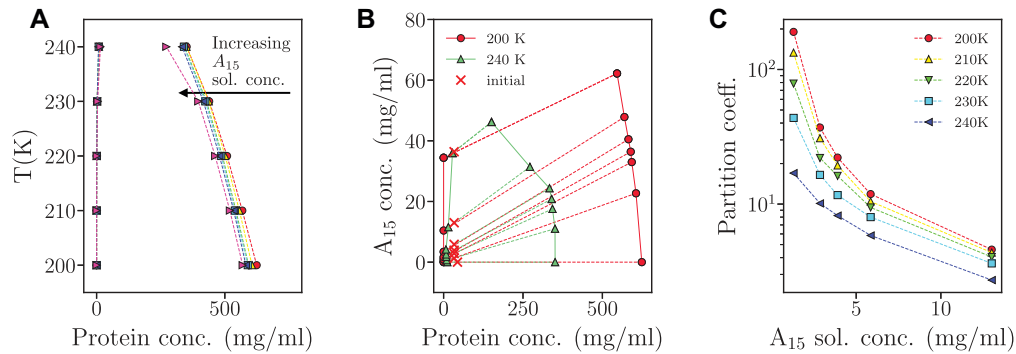 A
T(K)
240
230
220
210
200
Increasing
A15
sol. conc.
0
500
Protein conc. (mg/ml)
B
A15 conc. (mg/ml)
80
60
40
20
0
200 K
240 K
initial
0
250
500
Protein conc. (mg/ml)
C
Partition coeff.
10^2
10^1
200K
210K
220K
230K
240K
5
10
A15 sol. conc. (mg/ml)